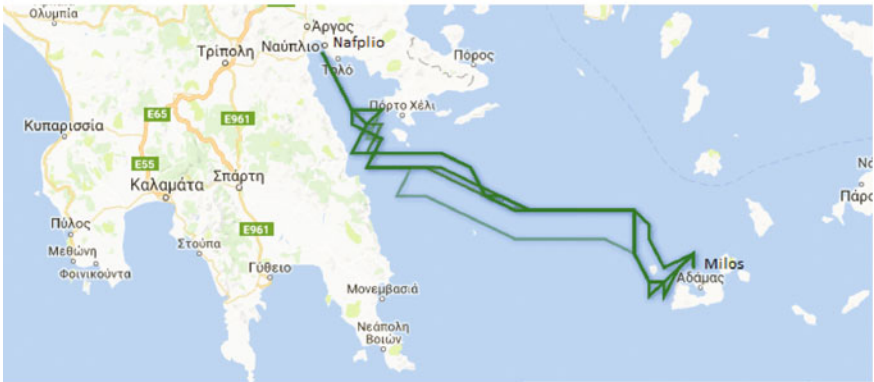 Ολυμπία
Άργος
Ναύπλιο Nafplio
Τρίπολη
Τολό
Πόρος
Πόρτο Χέλι
E65
E961
Κυπαρισσία
E55
Σπάρτη
Καλαμάτα
Νά
Πάρο
Πύλος
E961
Στούπα
Μεθώνη
Φοινικούντα
Γύθειο
Milos
Αδάμας
Μονεμβασιά
Νεάπολη
Βοιών